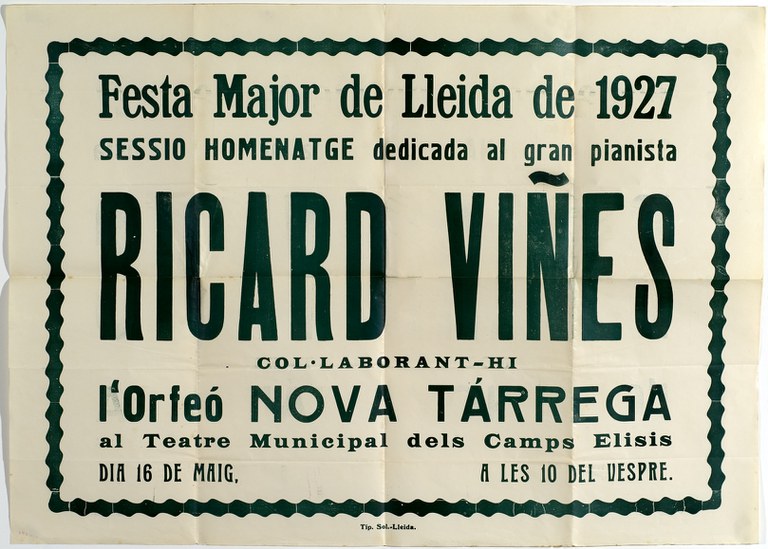 Festa Major de Lleida de 1927
SESSIO HOMENATGE dedicada al gran pianista
RICARD VIÑES
COL·LABORANT-HI
l'Orfeó NOVA TÁRREGA
al Teatre Municipal dels Camps Elisis
DIA 16 DE MAIG, A LES 10 DEL VESPRE.
Tip. Sol.-Lleida.